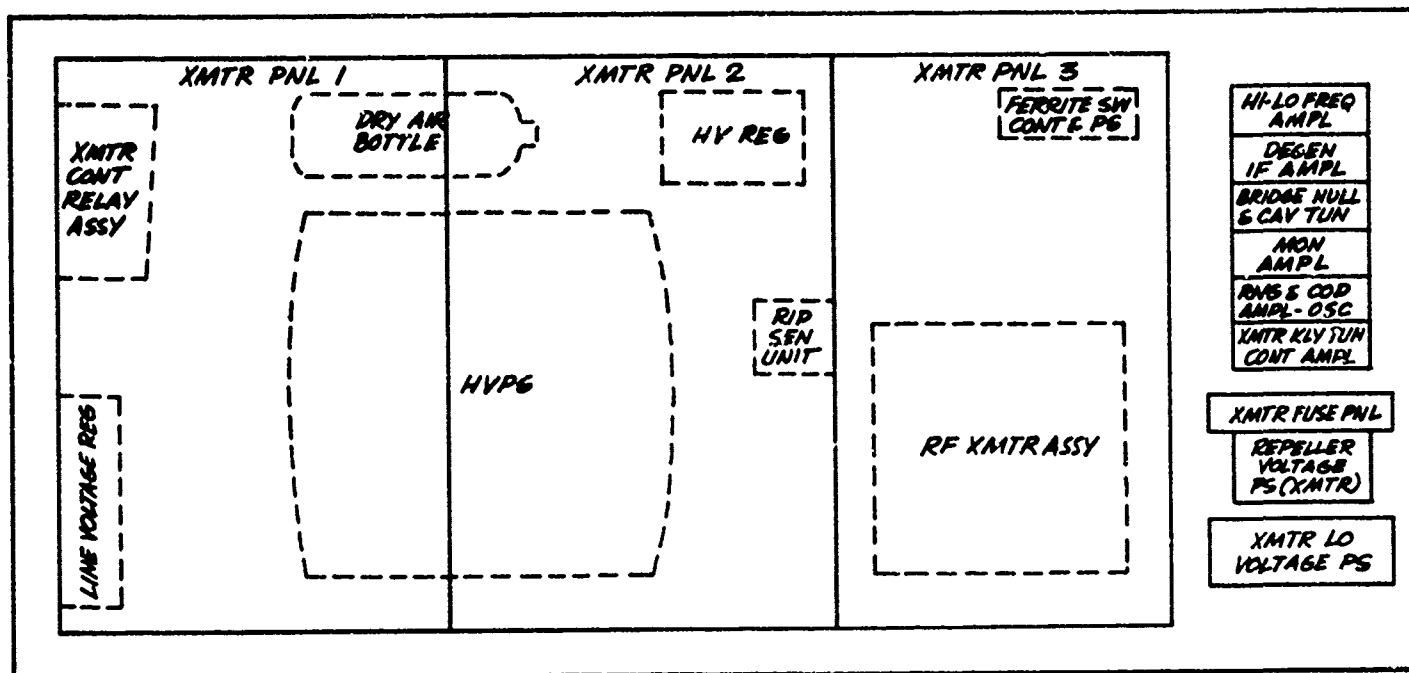 XMTR PNL 1
XMTR PNL 2
XMTR PNL 3
XMTR
CONT
RELAY
ASSY
DRY AIR
BOTTLE
HV REG
FERRITE SW
CONT & PS
HVPS
RIP
SEN
UNIT
LINE VOLTAGE REG
RF XMTR ASSY
HI-LO FREQ
AMPL
DEGEN
IF AMPL
BRIDGE NULL
& CAV TUN
MON
AMPL
RNG & COD
AMPL-OSC
XMTR KLY TUN
CONT AMPL
XMTR FUSE PNL
REPELLER
VOLTAGE
PS (XMTR)
XMTR LO
VOLTAGE PS